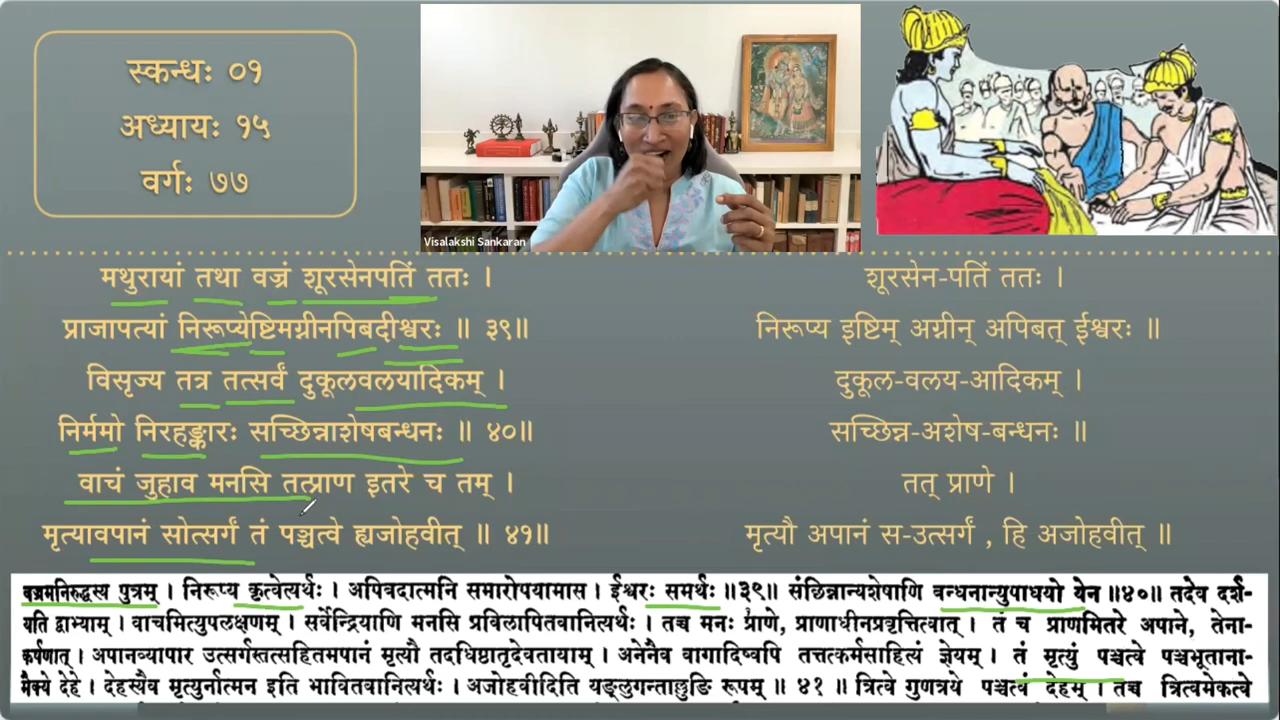 स्कन्धः ०१
अध्यायः १५
वर्गः ७७
Visalakshi Sankaran
मथुरायां तथा वज्रं शूरसेनपतिं ततः ।
प्राजापत्यां निरूप्येष्टिमग्नीनपिबदीश्वरः ॥ ३९॥
विसृज्य तत्र तत्सर्वं दुकूलवलयादिकम् ।
निर्ममो निरहङ्कारः सच्छिन्नाशेषबन्धनः ॥ ४०॥
वाचं जुहाव मनसि तत्प्राण इतरे च तम् ।
मृत्यावपानं सोत्सर्गं तं पञ्चत्वे ह्यजोहवीत् ॥ ४१॥
शूरसेन-पतिं ततः ।
निरूप्य इष्टिम् अग्नीन् अपिबत् ईश्वरः ॥
दुकूल-वलय-आदिकम् ।
सच्छिन्न-अशेष-बन्धनः ॥
तत् प्राणे ।
मृत्यौ अपानं स-उत्सर्गं , हि अजोहवीत् ॥
वज्रमनिरुद्धस्य पुत्रम् । निरूप्य कृत्वेत्यर्थः । अपिबदात्मनि समारोपयामास । ईश्वरः समर्थः ॥३९॥ संछिन्नान्यशेषाणि बन्धनान्युपाधयो येन ॥४०॥ तदेव दर्श-
यति द्वाभ्याम् । वाचमित्युपलक्षणम् । सर्वेन्द्रियाणि मनसि प्रविलापितवानित्यर्थः । तच्च मनः प्राणे, प्राणाधीनप्रवृत्तित्वात् । तं च प्राणमितरे अपाने, तेना-
कर्षणात् । अपानव्यापार उत्सर्गस्तत्सहितमपानं मृत्यौ तदधिष्ठातृदेवतायाम् । अनेनैव वागादिष्वपि तत्तत्कर्मसाहित्यं ज्ञेयम् । तं मृत्युं पञ्चत्वे पञ्चभूताना-
मैक्ये देहे । देहस्यैव मृत्युर्नात्मन इति भावितवानित्यर्थः । अजोहवीदिति यङ्लुगन्ताल्लुङि रूपम् ॥ ४१ ॥ त्रित्वे गुणत्रये पञ्चत्वं देहम् । तच्च त्रित्वमेकत्वे